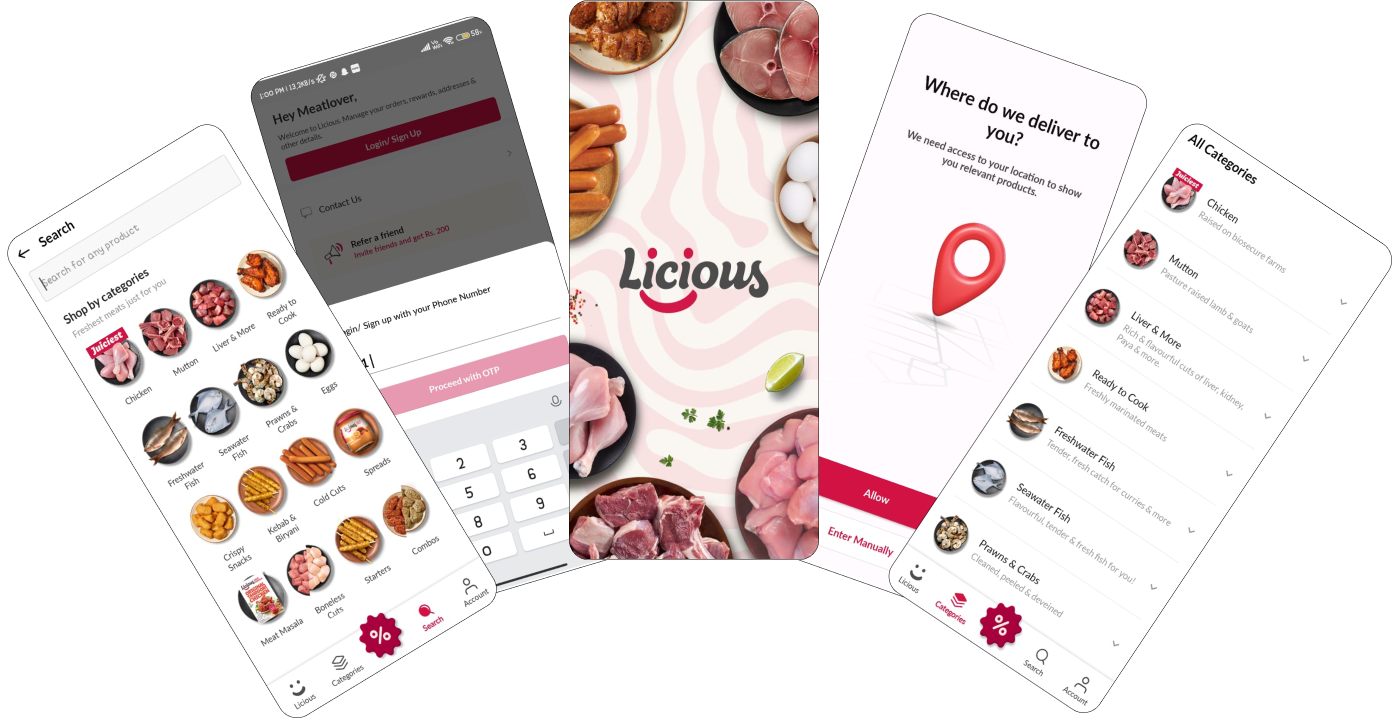 Search
Search for any product
Shop by categories
Freshest meats just for you
Juiciest
Chicken
Mutton
Liver & More
Ready to
Cook
Freshwater
Fish
Seawater
Fish
Prawns &
Crabs
Eggs
Crispy
Snacks
Kebab &
Biryani
Cold Cuts
Spreads
Meat Masala
Boneless
Cuts
Starters
Combos
Licious
Categories
%
Search
Account
1:00 PM | 13.2KB/s
Vo
WiFi
58
Hey Meatlover,
Welcome to Licious. Manage your orders, rewards, addresses &
other details.
Login/ Sign Up
Contact Us
Refer a friend
Invite friends and get Rs. 200
gin/ Sign up with your Phone Number
Proceed with OTP
2
3
5
6
8
9
0
Licious
Where do we deliver to
you?
We need access to your location to show
you relevant products.
Allow
Enter Manually
All Categories
Juiciest
Chicken
Raised on biosecure farms
Mutton
Pasture raised lamb & goats
Liver & More
Rich & flavourful cuts of liver, kidney,
Paya & more.
Ready to Cook
Freshly marinated meats
Freshwater Fish
Tender, fresh catch for curries & more
Seawater Fish
Flavourful, tender & fresh fish for you!
Prawns & Crabs
Cleaned, peeled & deveined
Licious
Categories
%
Search
Account